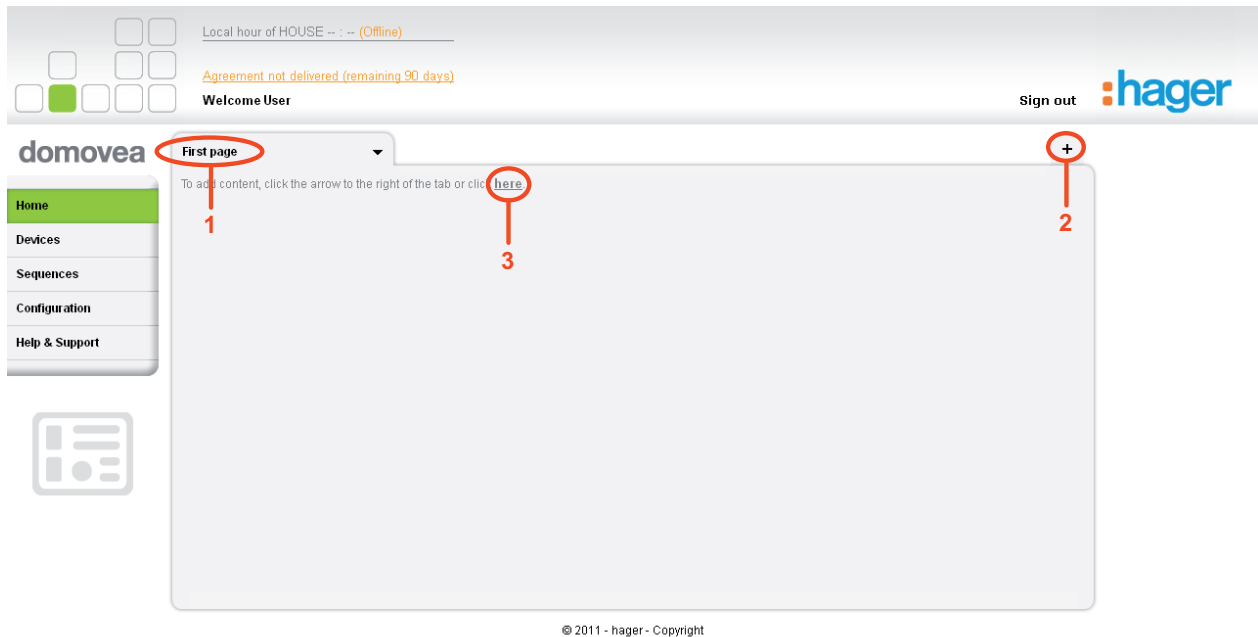 Local hour of HOUSE -- : -- (Offline)
Agreement not delivered (remaining 90 days)
Welcome User
Sign out
:hager
domovea
First page
+
To add content, click the arrow to the right of the tab or clic here.
1
2
3
Home
Devices
Sequences
Configuration
Help & Support
© 2011 - hager - Copyright